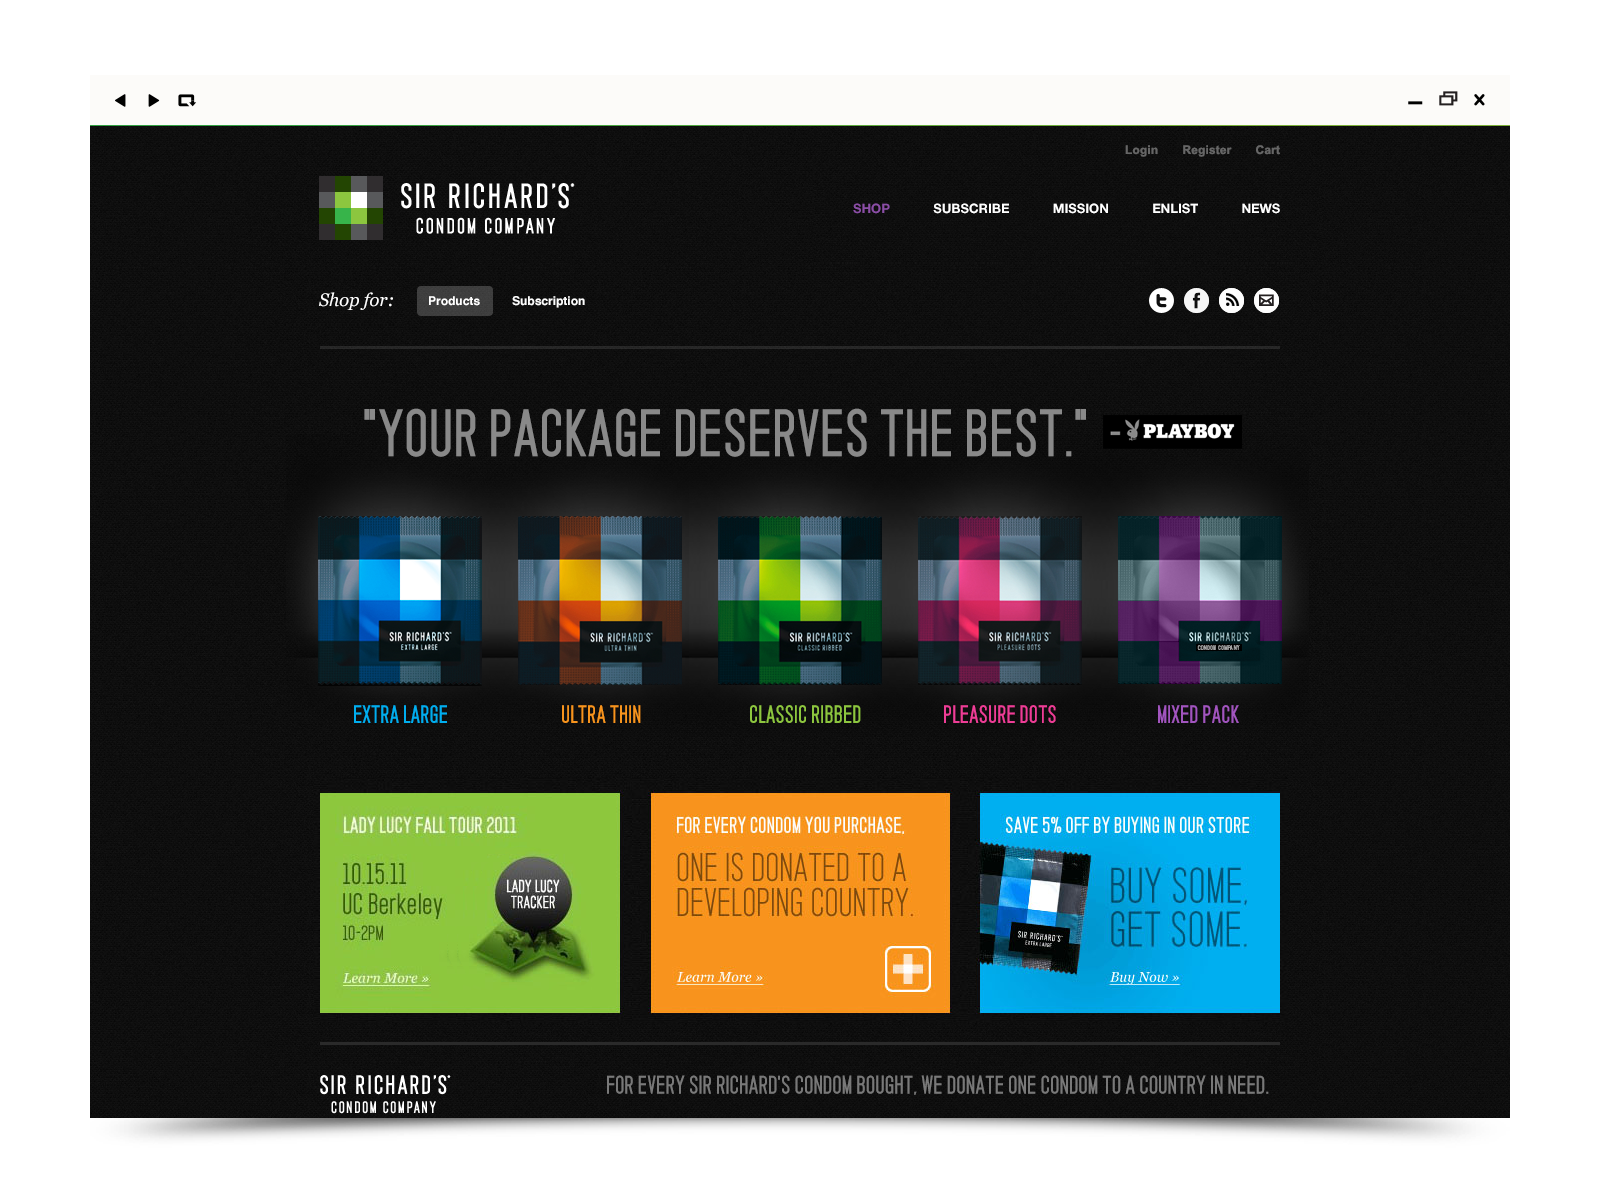 Login Register Cart
SIR RICHARD'S
CONDOM COMPANY
SHOP SUBSCRIBE MISSION ENLIST NEWS
Shop for: Products Subscription
"YOUR PACKAGE DESERVES THE BEST." - PLAYBOY
SIR RICHARD'S
EXTRA LARGE
SIR RICHARD'S
ULTRA THIN
SIR RICHARD'S
CLASSIC RIBBED
SIR RICHARD'S
PLEASURE DOTS
SIR RICHARD'S
CONDOM COMPANY
EXTRA LARGE
ULTRA THIN
CLASSIC RIBBED
PLEASURE DOTS
MIXED PACK
LADY LUCY FALL TOUR 2011
10.15.11
UC Berkeley
10-2PM
LADY LUCY
TRACKER
Learn More »
FOR EVERY CONDOM YOU PURCHASE,
ONE IS DONATED TO A
DEVELOPING COUNTRY.
Learn More »
SAVE 5% OFF BY BUYING IN OUR STORE
BUY SOME,
GET SOME.
SIR RICHARD'S
EXTRA LARGE
Buy Now »
SIR RICHARD'S
CONDOM COMPANY
FOR EVERY SIR RICHARD'S CONDOM BOUGHT, WE DONATE ONE CONDOM TO A COUNTRY IN NEED.